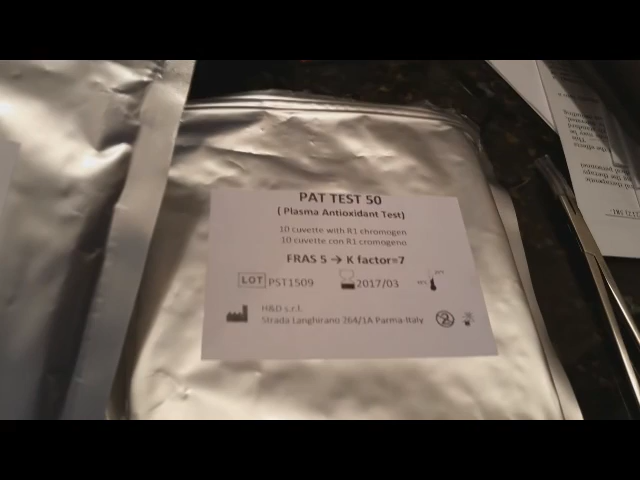 PAT TEST 50
( Plasma Antioxidant Test)
10 cuvette with R1 chromogen
10 cuvette con R1 cromogeno
FRAS 5 → K factor=7
LOT PST1509 2017/03
H&D s.r.l.
Strada Langhirano 264/1A Parma-Italy